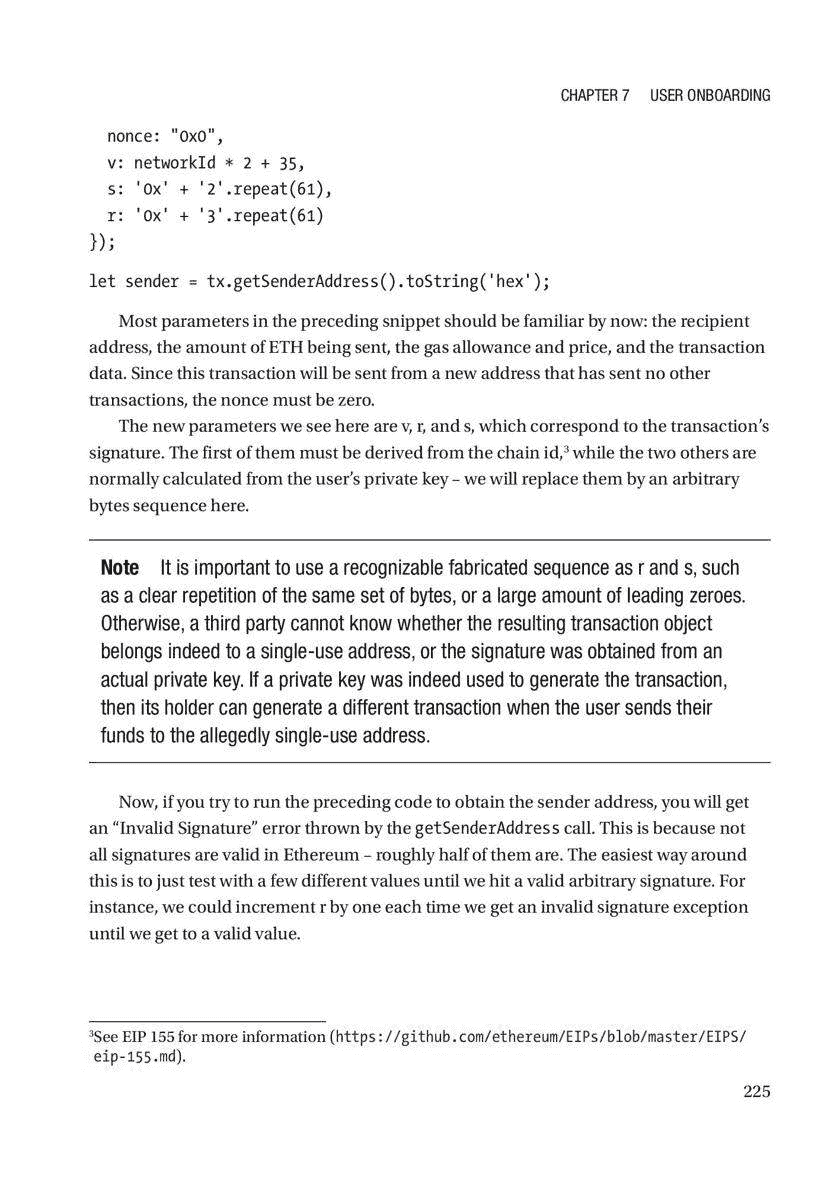 CHAPTER 7 USER ONBOARDING
nonce: "0x0",
v: networkId * 2 + 35,
s: '0x' + '2'.repeat(61),
r: '0x' + '3'.repeat(61)
});
let sender = tx.getSenderAddress().toString('hex');
Most parameters in the preceding snippet should be familiar by now: the recipient
address, the amount of ETH being sent, the gas allowance and price, and the transaction
data. Since this transaction will be sent from a new address that has sent no other
transactions, the nonce must be zero.
The new parameters we see here are v, r, and s, which correspond to the transaction’s
signature. The first of them must be derived from the chain id,³ while the two others are
normally calculated from the user’s private key – we will replace them by an arbitrary
bytes sequence here.
Note It is important to use a recognizable fabricated sequence as r and s, such
as a clear repetition of the same set of bytes, or a large amount of leading zeroes.
Otherwise, a third party cannot know whether the resulting transaction object
belongs indeed to a single-use address, or the signature was obtained from an
actual private key. If a private key was indeed used to generate the transaction,
then its holder can generate a different transaction when the user sends their
funds to the allegedly single-use address.
Now, if you try to run the preceding code to obtain the sender address, you will get
an “Invalid Signature” error thrown by the getSenderAddress call. This is because not
all signatures are valid in Ethereum – roughly half of them are. The easiest way around
this is to just test with a few different values until we hit a valid arbitrary signature. For
instance, we could increment r by one each time we get an invalid signature exception
until we get to a valid value.
³See EIP 155 for more information (https://github.com/ethereum/EIPs/blob/master/EIPS/
eip-155.md).
225